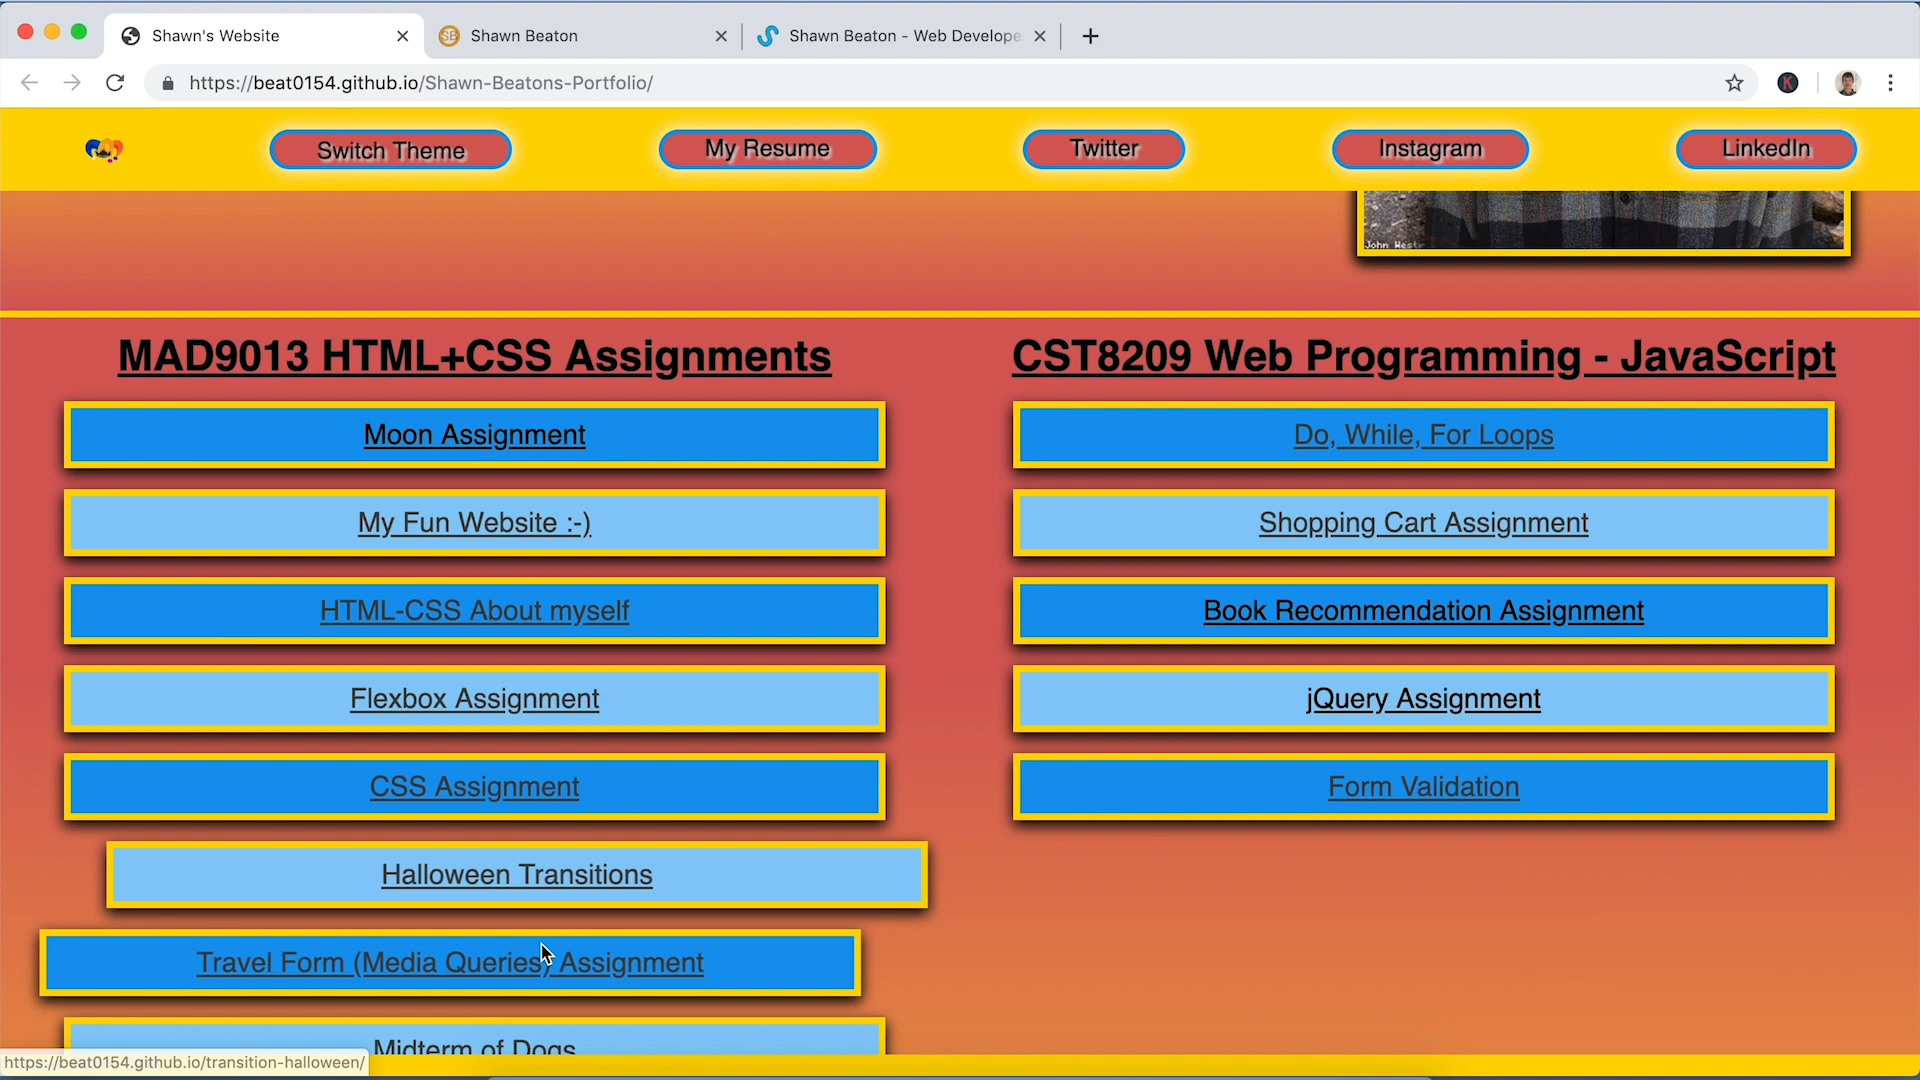 Shawn's Website
Shawn Beaton
Shawn Beaton - Web Develope
https://beat0154.github.io/Shawn-Beatons-Portfolio/
K
Switch Theme
My Resume
Twitter
Instagram
LinkedIn
John West
MAD9013 HTML+CSS Assignments
CST8209 Web Programming - JavaScript
Moon Assignment
Do, While, For Loops
My Fun Website :-)
Shopping Cart Assignment
HTML-CSS About myself
Book Recommendation Assignment
Flexbox Assignment
jQuery Assignment
CSS Assignment
Form Validation
Halloween Transitions
Travel Form (Media Queries) Assignment
Midterm of Dogs
https://beat0154.github.io/transition-halloween/